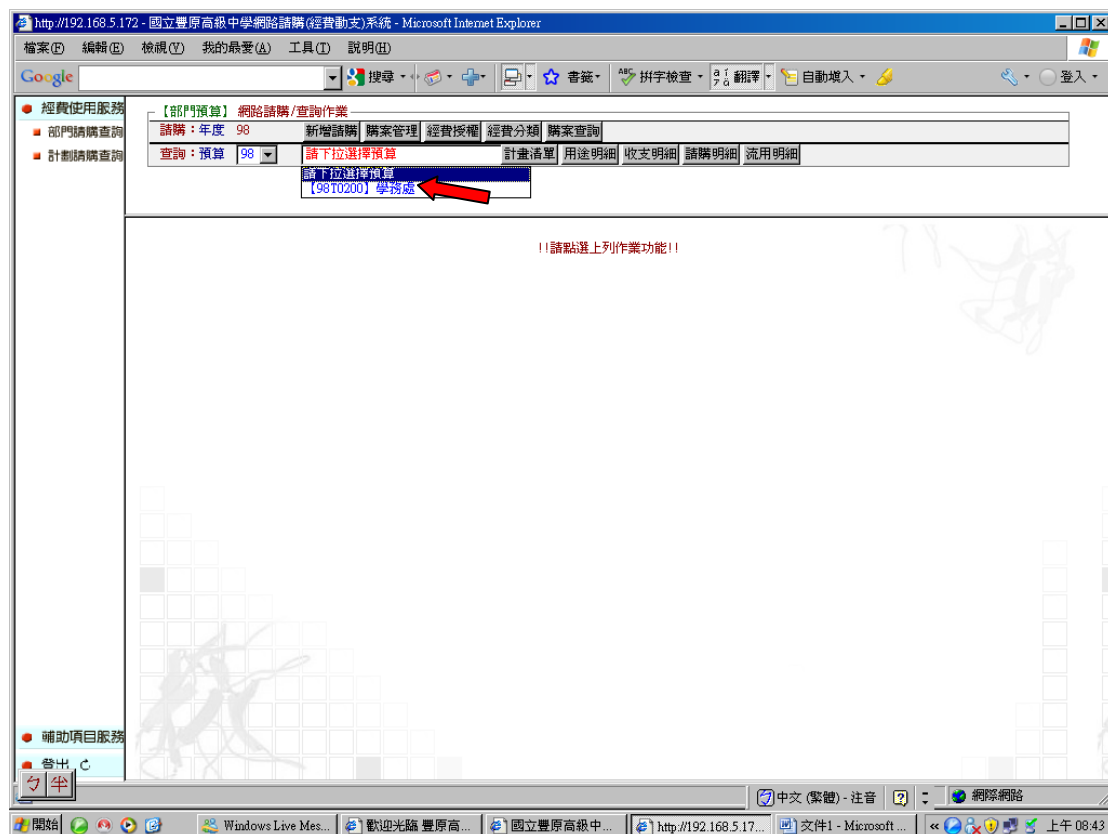 http://192.168.5.172 - 國立豐原高級中學網路請購(經費動支)系統 - Microsoft Internet Explorer
檔案(F) 編輯(E) 檢視(V) 我的最愛(A) 工具(T) 說明(H)
Google 搜尋 書籤 拼字檢查 翻譯 自動填入 登入
經費使用服務
部門請購查詢
計劃請購查詢
【部門預算】 網路請購/查詢作業
請購：年度 98 新增請購 購案管理 經費授權 經費分類 購案查詢
查詢：預算 98 請下拉選擇預算 計畫清單 用途明細 收支明細 請購明細 流用明細
請下拉選擇預算
【98T0200】學務處
!!請點選上列作業功能!!
補助項目服務
登出
ㄅ 半
中文 (繁體) - 注音 網際網路
開始 Windows Live Mes... 歡迎光臨 豐原高... 國立豐原高級中... http://192.168.5.17... 文件1 - Microsoft ... 上午 08:43